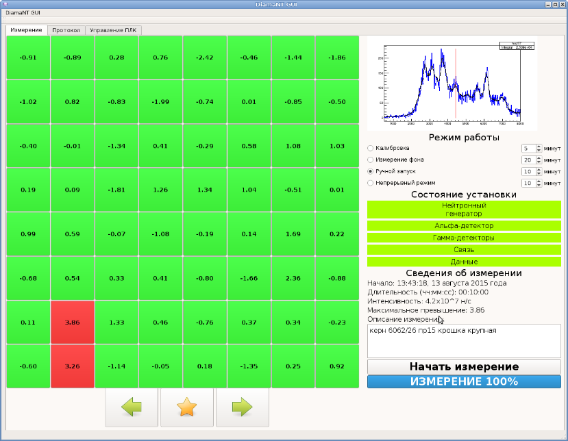 DiamaNT GUI
DiamaNT GUI
Измерение Протокол Управление ПЛК
-0.91 -0.89 0.28 0.76 -2.42 -0.46 -1.44 -1.86
-1.02 0.82 -0.83 -1.99 -0.74 0.01 -0.85 -0.50
-0.40 -0.01 -1.34 0.41 -0.29 0.58 1.08 1.03
0.19 0.09 -1.81 1.26 1.34 1.04 -0.51 0.01
0.99 0.59 -0.07 -1.08 -0.19 0.14 1.69 0.22
-0.68 0.54 0.33 0.41 -0.80 -1.66 2.36 -0.88
0.11 3.86 1.33 0.46 -0.76 0.37 0.34 -0.23
-0.60 3.26 -1.14 -0.05 0.18 -1.35 0.25 0.92
Режим работы
Калибровка 5 минут
Измерение фона 20 минут
Ручной запуск 10 минут
Непрерывный режим 10 минут
Состояние установки
Нейтронный
генератор
Альфа-детектор
Гамма-детекторы
Связь
Данные
Сведения об измерении
Начало: 13:43:18, 13 августа 2015 года
Длительность (чч:мм:сс): 00:10:00
Интенсивность: 4.2x10^7 н/с
Максимальное превышение: 3.86
Описание измерения:
керн 6062/26 пр15 крошка крупная
Начать измерение
ИЗМЕРЕНИЕ 100%